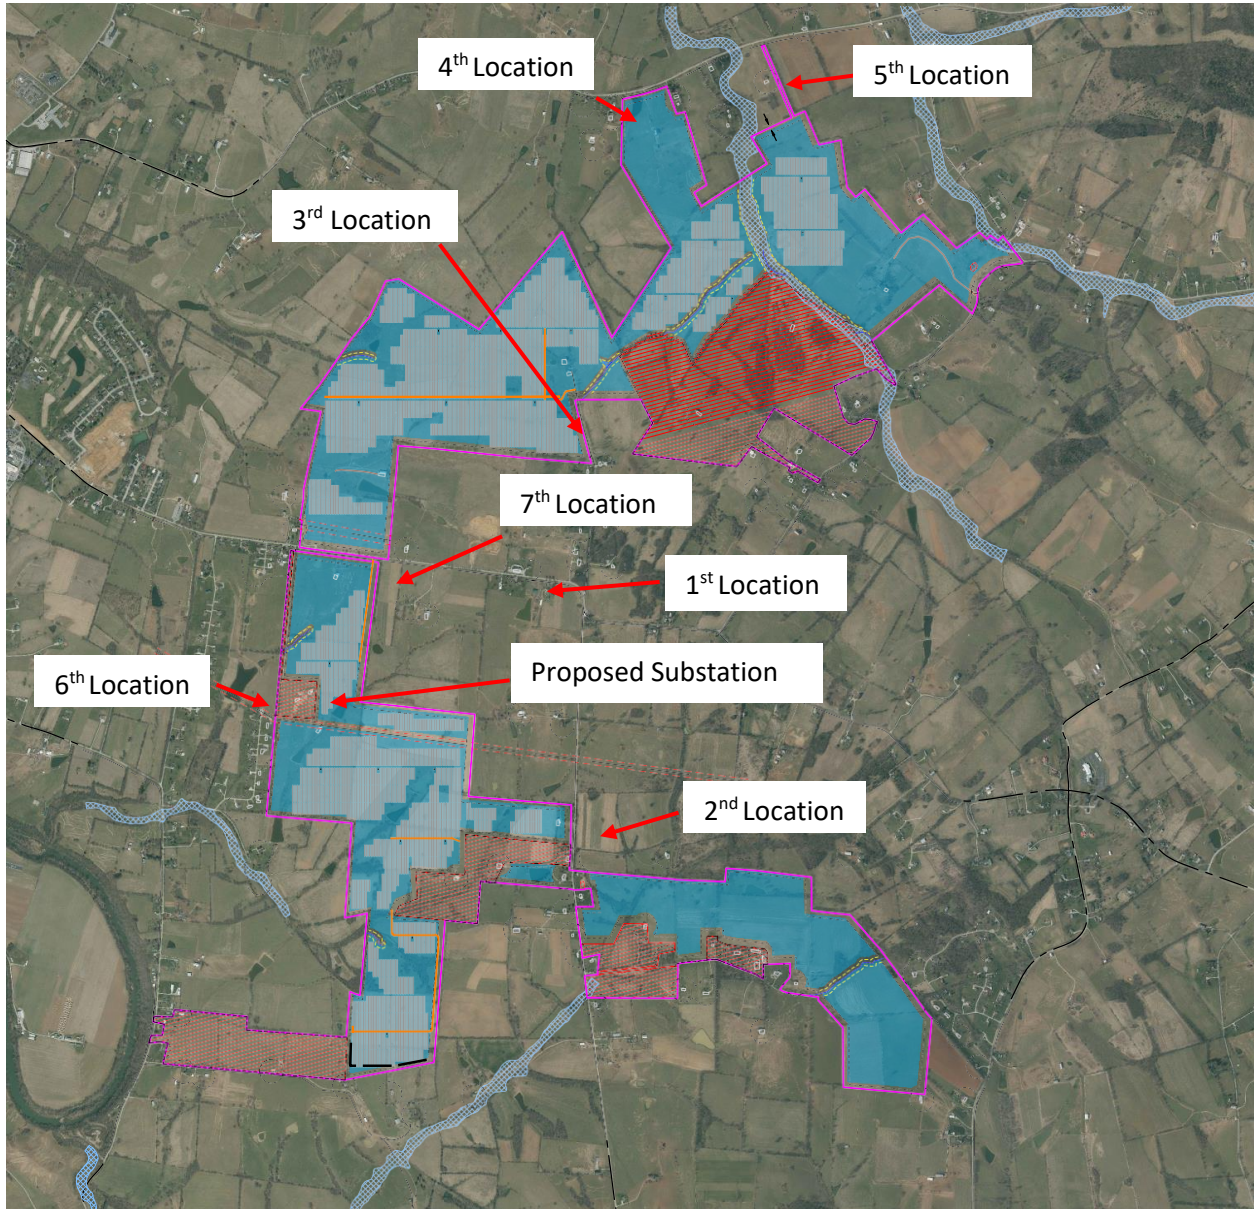 4th Location
5th Location
3rd Location
7th Location
1st Location
Proposed Substation
6th Location
2nd Location